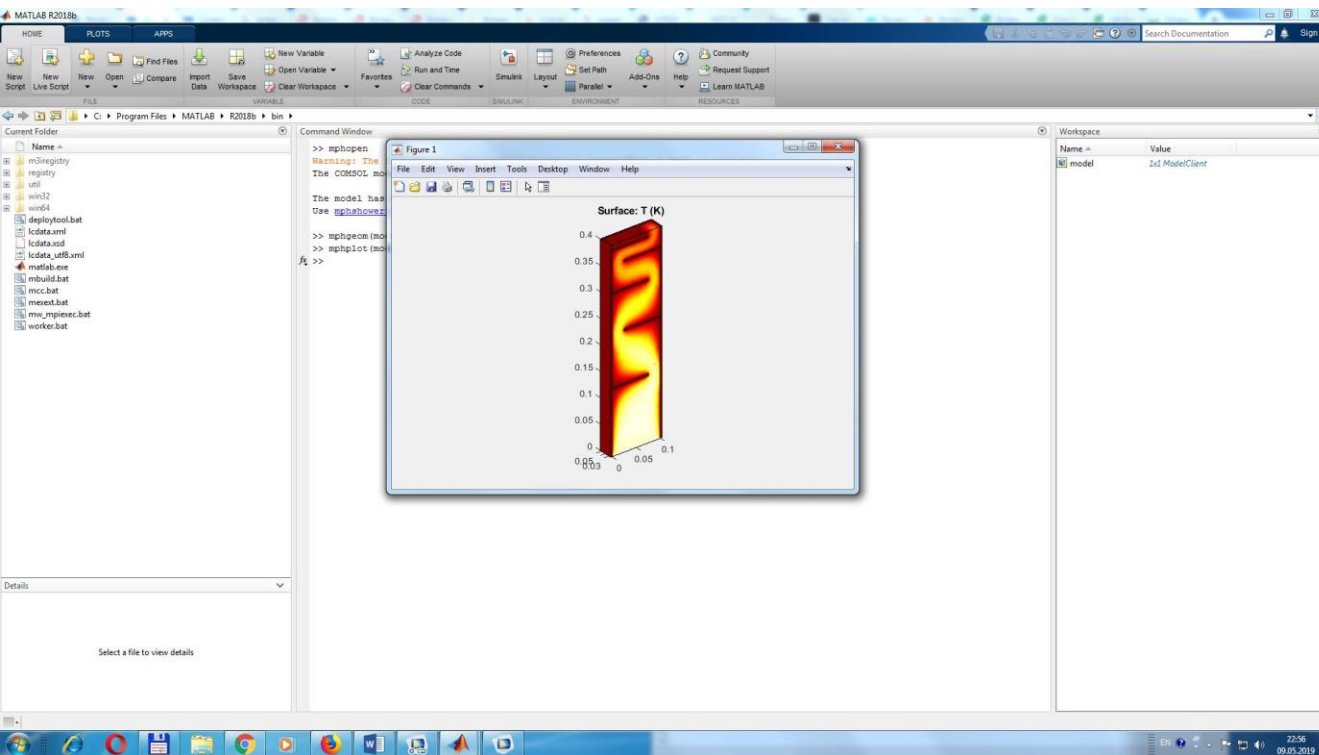 MATLAB R2018b
HOME PLOTS APPS
Search Documentation
Sign
New Script
New Live Script
New
Open
Find Files
Compare
Import Data
Save Workspace
New Variable
Open Variable
Clear Workspace
Favorites
Analyze Code
Run and Time
Clear Commands
Simulink
Layout
Preferences
Set Path
Parallel
Add-Ons
Help
Community
Request Support
Learn MATLAB
FILE VARIABLE CODE SIMULINK ENVIRONMENT RESOURCES
C: Program Files MATLAB R2018b bin
Current Folder
Name
m3iregistry
registry
util
win32
win64
deploytool.bat
lcdata.xml
lcdata.xsd
lcdata_utf8.xml
matlab.exe
mbuild.bat
mcc.bat
mexext.bat
mw_mpiexec.bat
worker.bat
Details
Select a file to view details
Command Window
>> mphopen
Warning: The
The COMSOL mo
The model has
Use mphshower
>> mphgeom(mo
>> mphplot(mo
fx >>
Figure 1
File Edit View Insert Tools Desktop Window Help
Surface: T (K)
0.4
0.35
0.3
0.25
0.2
0.15
0.1
0.05
0
0.05
0.03
0
0.05
0.1
Workspace
Name Value
model 1x1 ModelClient
EN
22:56
09.05.2019